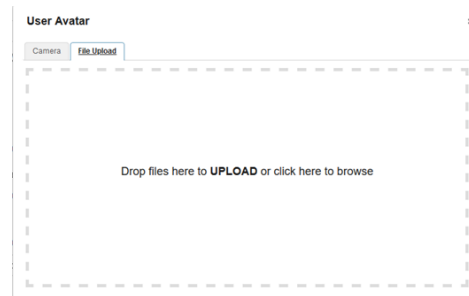 User Avatar
Camera File Upload
Drop files here to UPLOAD or click here to browse